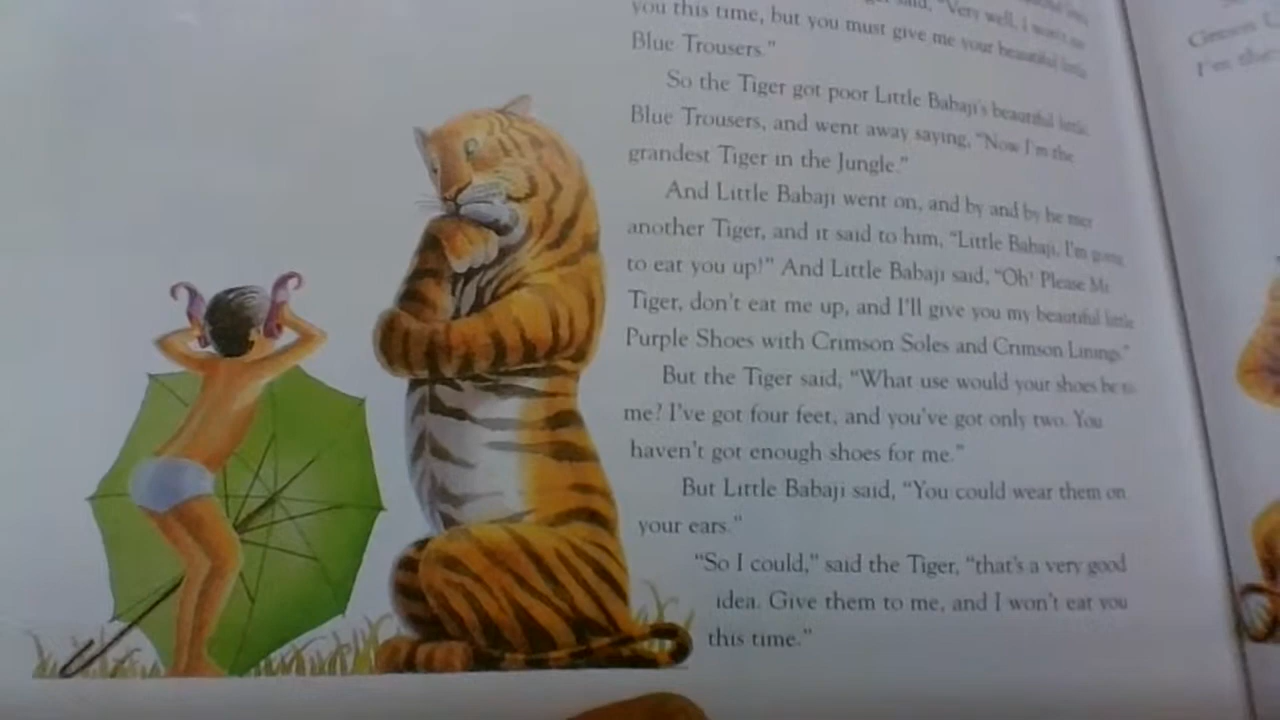 said, "Very well, I won't
you this time, but you must give me your beautiful little
Blue Trousers."
So the Tiger got poor Little Babaji's beautiful little
Blue Trousers, and went away saying, "Now I'm the
grandest Tiger in the Jungle."
And Little Babaji went on, and by and by he met
another Tiger, and it said to him, "Little Babaji, I'm going
to eat you up!" And Little Babaji said, "Oh! Please Mr
Tiger, don't eat me up, and I'll give you my beautiful little
Purple Shoes with Crimson Soles and Crimson Linings."
But the Tiger said, "What use would your shoes be to
me? I've got four feet, and you've got only two. You
haven't got enough shoes for me."
But Little Babaji said, "You could wear them on
your ears."
"So I could," said the Tiger, "that's a very good
idea. Give them to me, and I won't eat you
this time."
Crimson
I'm the